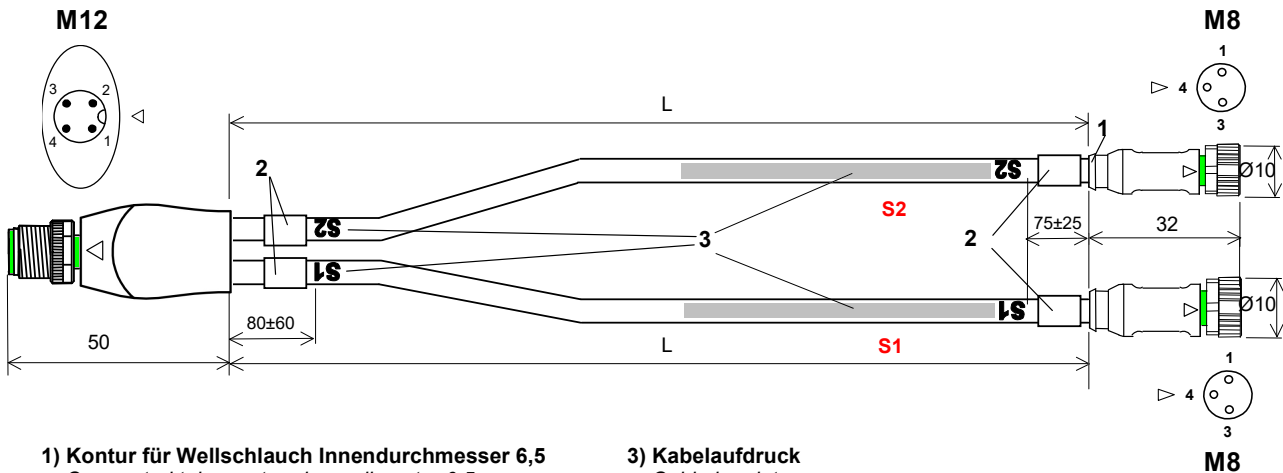 M12
M8
3
2
4
1
1
4
3
L
1
2
S2
S2
Ø10
S2
75±25
32
3
2
S1
S1
Ø10
80±60
50
L
S1
1
4
3
1) Kontur für Wellschlauch Innendurchmesser 6,5
3) Kabelaufdruck
M8